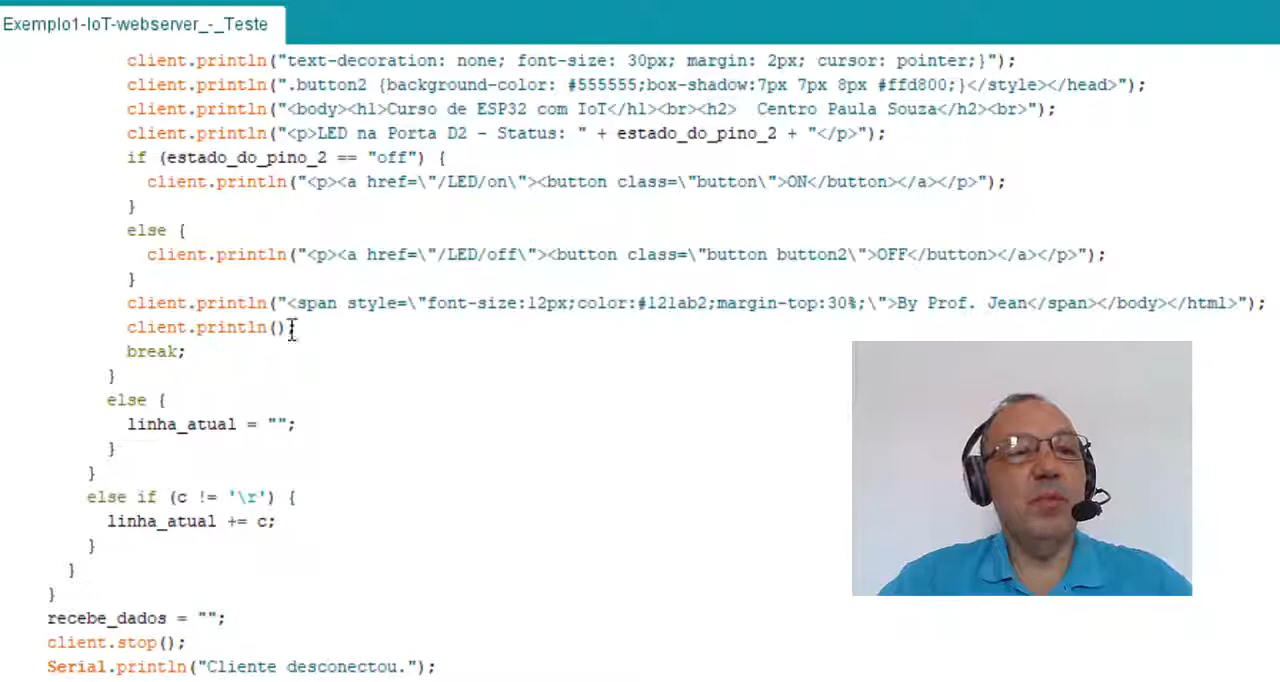 Exemplo1-IoT-webserver_-_Teste
client.println("text-decoration: none; font-size: 30px; margin: 2px; cursor: pointer;}");
client.println(".button2 {background-color: #555555;box-shadow:7px 7px 8px #ffd800;}</style></head>");
client.println("<body><h1>Curso de ESP32 com IoT</h1><br><h2>  Centro Paula Souza</h2><br>");
client.println("<p>LED na Porta D2 - Status: " + estado_do_pino_2 + "</p>");
if (estado_do_pino_2 == "off") {
client.println("<p><a href=\"/LED/on\"><button class=\"button\">ON</button></a></p>");
}
else {
client.println("<p><a href=\"/LED/off\"><button class=\"button button2\">OFF</button></a></p>");
}
client.println("<span style=\"font-size:12px;color:#121ab2;margin-top:30%;\">By Prof. Jean</span></body></html>");
client.println();
break;
}
else {
linha_atual = "";
}
}
else if (c != '\r') {
linha_atual += c;
}
}
}
recebe_dados = "";
client.stop();
Serial.println("Cliente desconectou.");